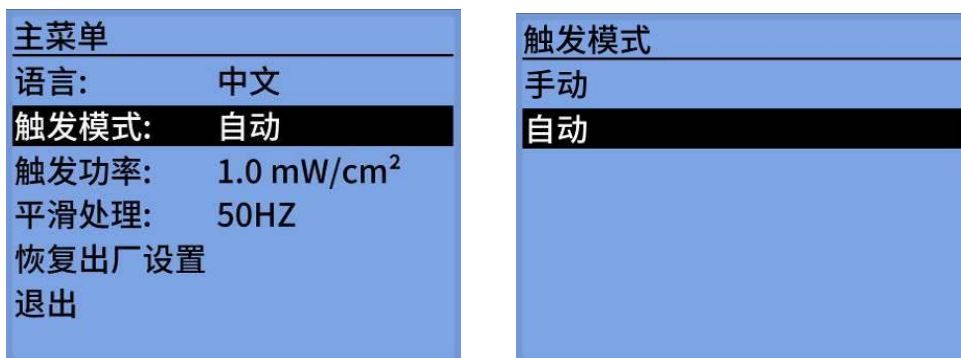 主菜单
语言: 中文
触发模式: 自动
触发功率: 1.0 mW/cm²
平滑处理: 50HZ
恢复出厂设置
退出
触发模式
手动
自动